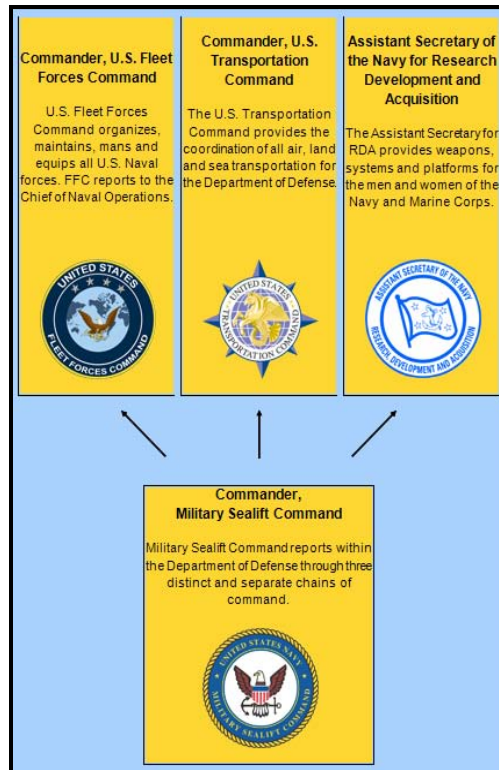 Commander, U.S. Fleet
Forces Command
U.S. Fleet Forces
Command organizes,
maintains, mans and
equips all U.S. Naval
forces. FFC reports to the
Chief of Naval Operations.
UNITED STATES
FLEET FORCES COMMAND
Commander, U.S.
Transportation
Command
The U.S. Transportation
Command provides the
coordination of all air, land
and sea transportation for
the Department of Defense.
UNITED STATES
TRANSPORTATION COMMAND
Assistant Secretary of
the Navy for Research
Development and
Acquisition
The Assistant Secretary for
RDA provides weapons,
systems and platforms for
the men and women of the
Navy and Marine Corps.
ASSISTANT SECRETARY OF THE NAVY
RESEARCH, DEVELOPMENT AND ACQUISITION
Commander,
Military Sealift Command
Military Sealift Command reports within
the Department of Defense through three
distinct and separate chains of
command.
UNITED STATES NAVY
MILITARY SEALIFT COMMAND